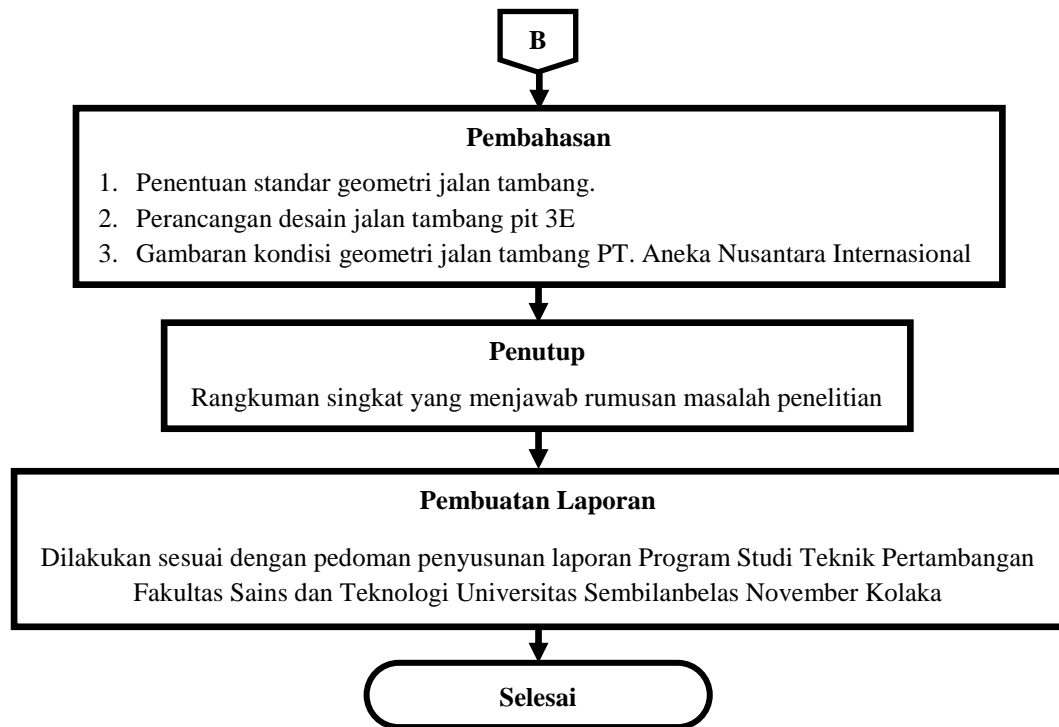 B
Pembahasan
1. Penentuan standar geometri jalan tambang.
2. Perancangan desain jalan tambang pit 3E
3. Gambaran kondisi geometri jalan tambang PT. Aneka Nusantara Internasional
Penutup
Rangkuman singkat yang menjawab rumusan masalah penelitian
Pembuatan Laporan
Dilakukan sesuai dengan pedoman penyusunan laporan Program Studi Teknik Pertambangan
Fakultas Sains dan Teknologi Universitas Sembilanbelas November Kolaka
Selesai